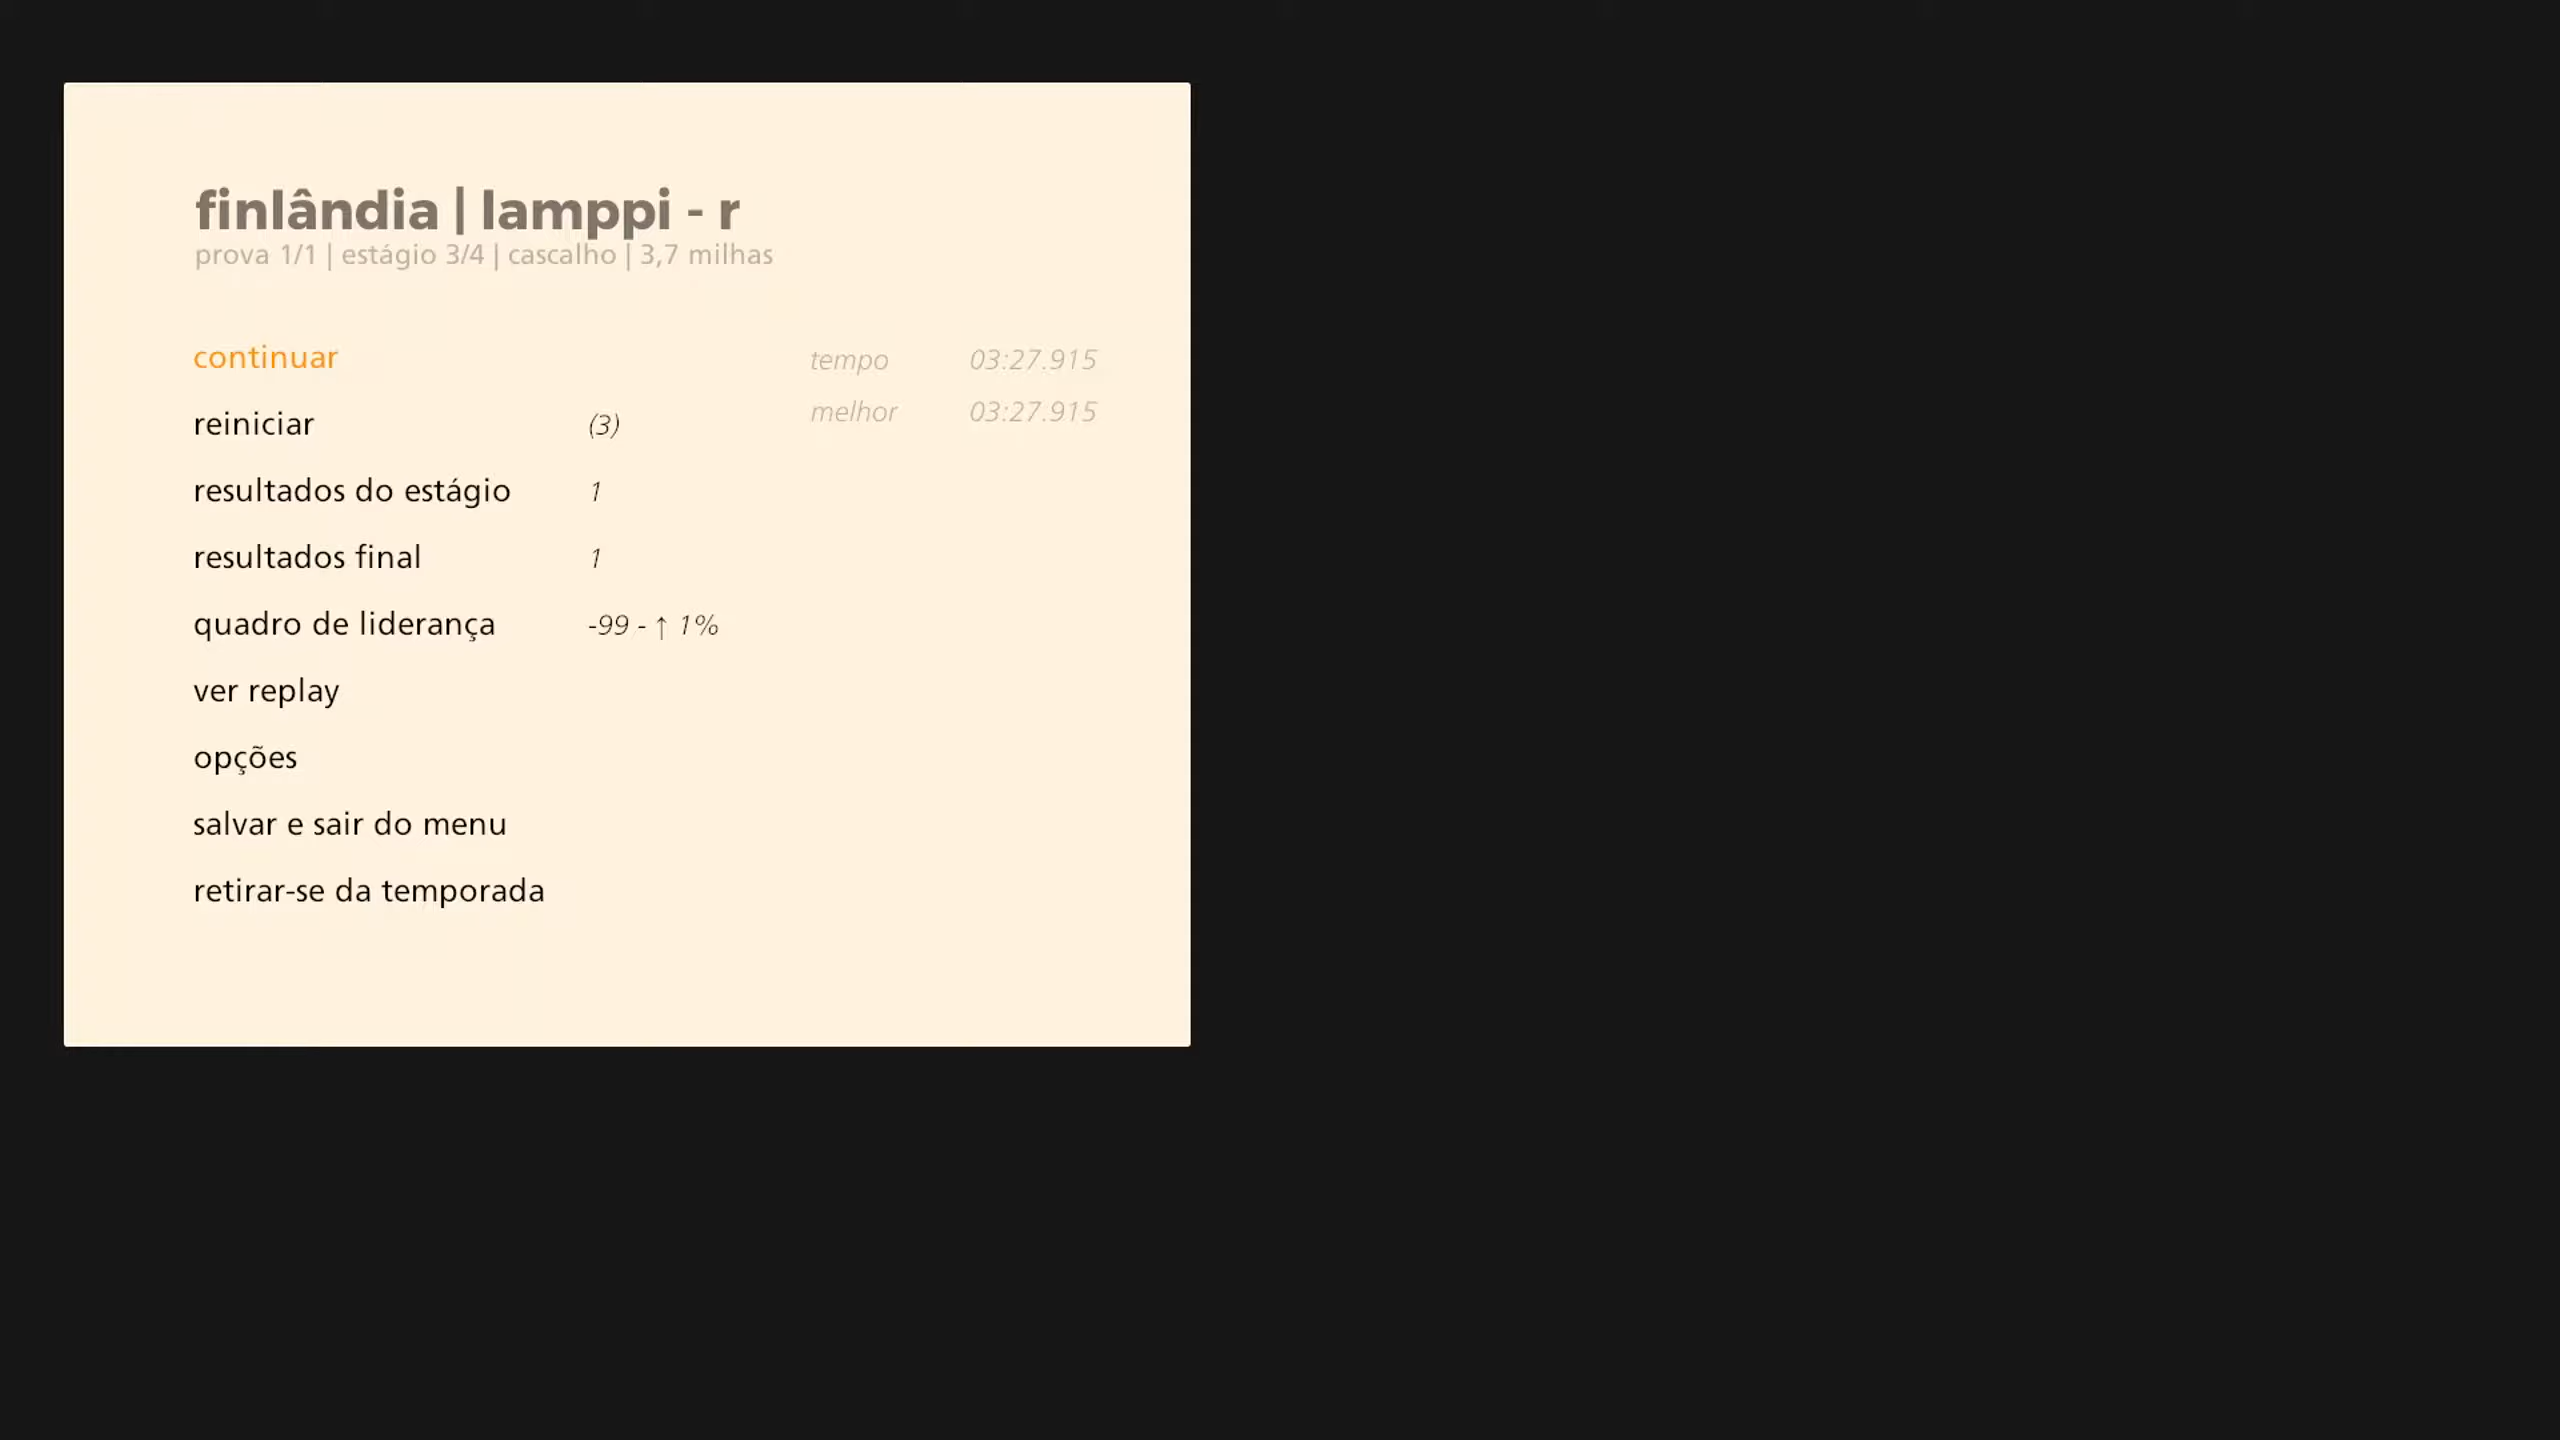 finlândia | lamppi - r
prova 1/1 | estágio 3/4 | cascalho | 3,7 milhas
continuar
tempo 03:27.915
melhor 03:27.915
reiniciar (3)
resultados do estágio 1
resultados final 1
quadro de liderança -99 - ↑ 1%
ver replay
opções
salvar e sair do menu
retirar-se da temporada